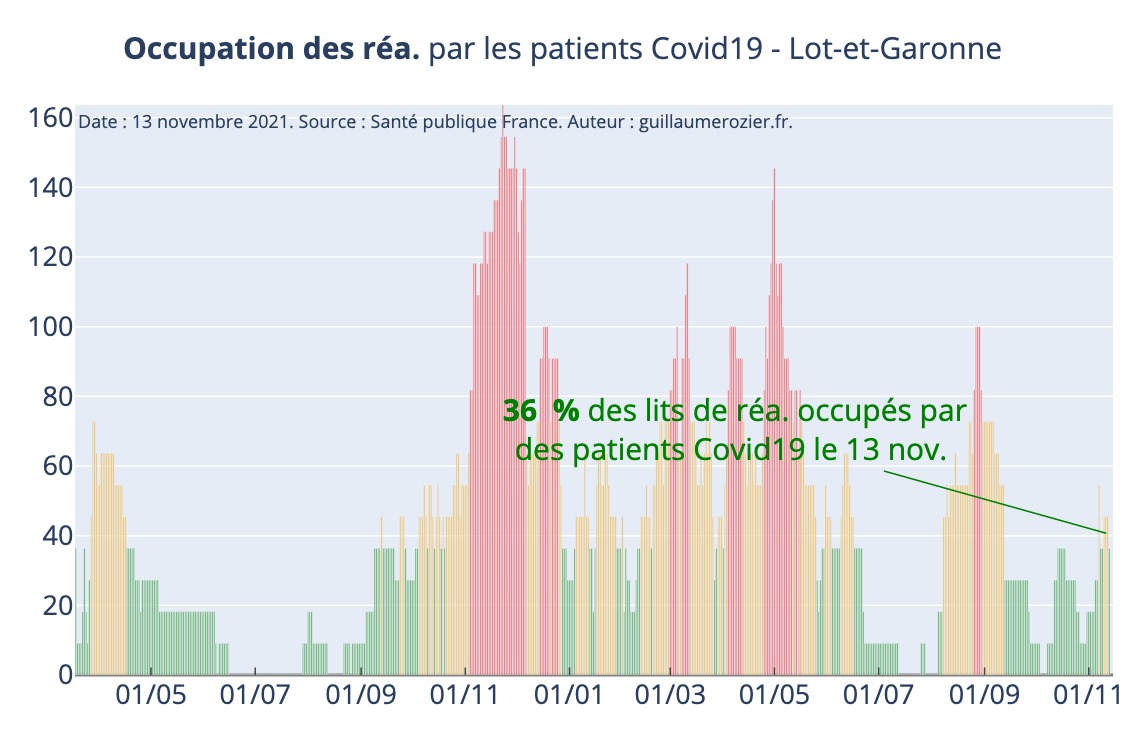 Occupation des réa. par les patients Covid19 - Lot-et-Garonne
160
Date : 13 novembre 2021. Source : Santé publique France. Auteur : guillaumerozier.fr.
140
120
100
80
36 % des lits de réa. occupés par
des patients Covid19 le 13 nov.
60
40
20
0
01/05 01/07 01/09 01/11 01/01 01/03 01/05 01/07 01/09 01/11